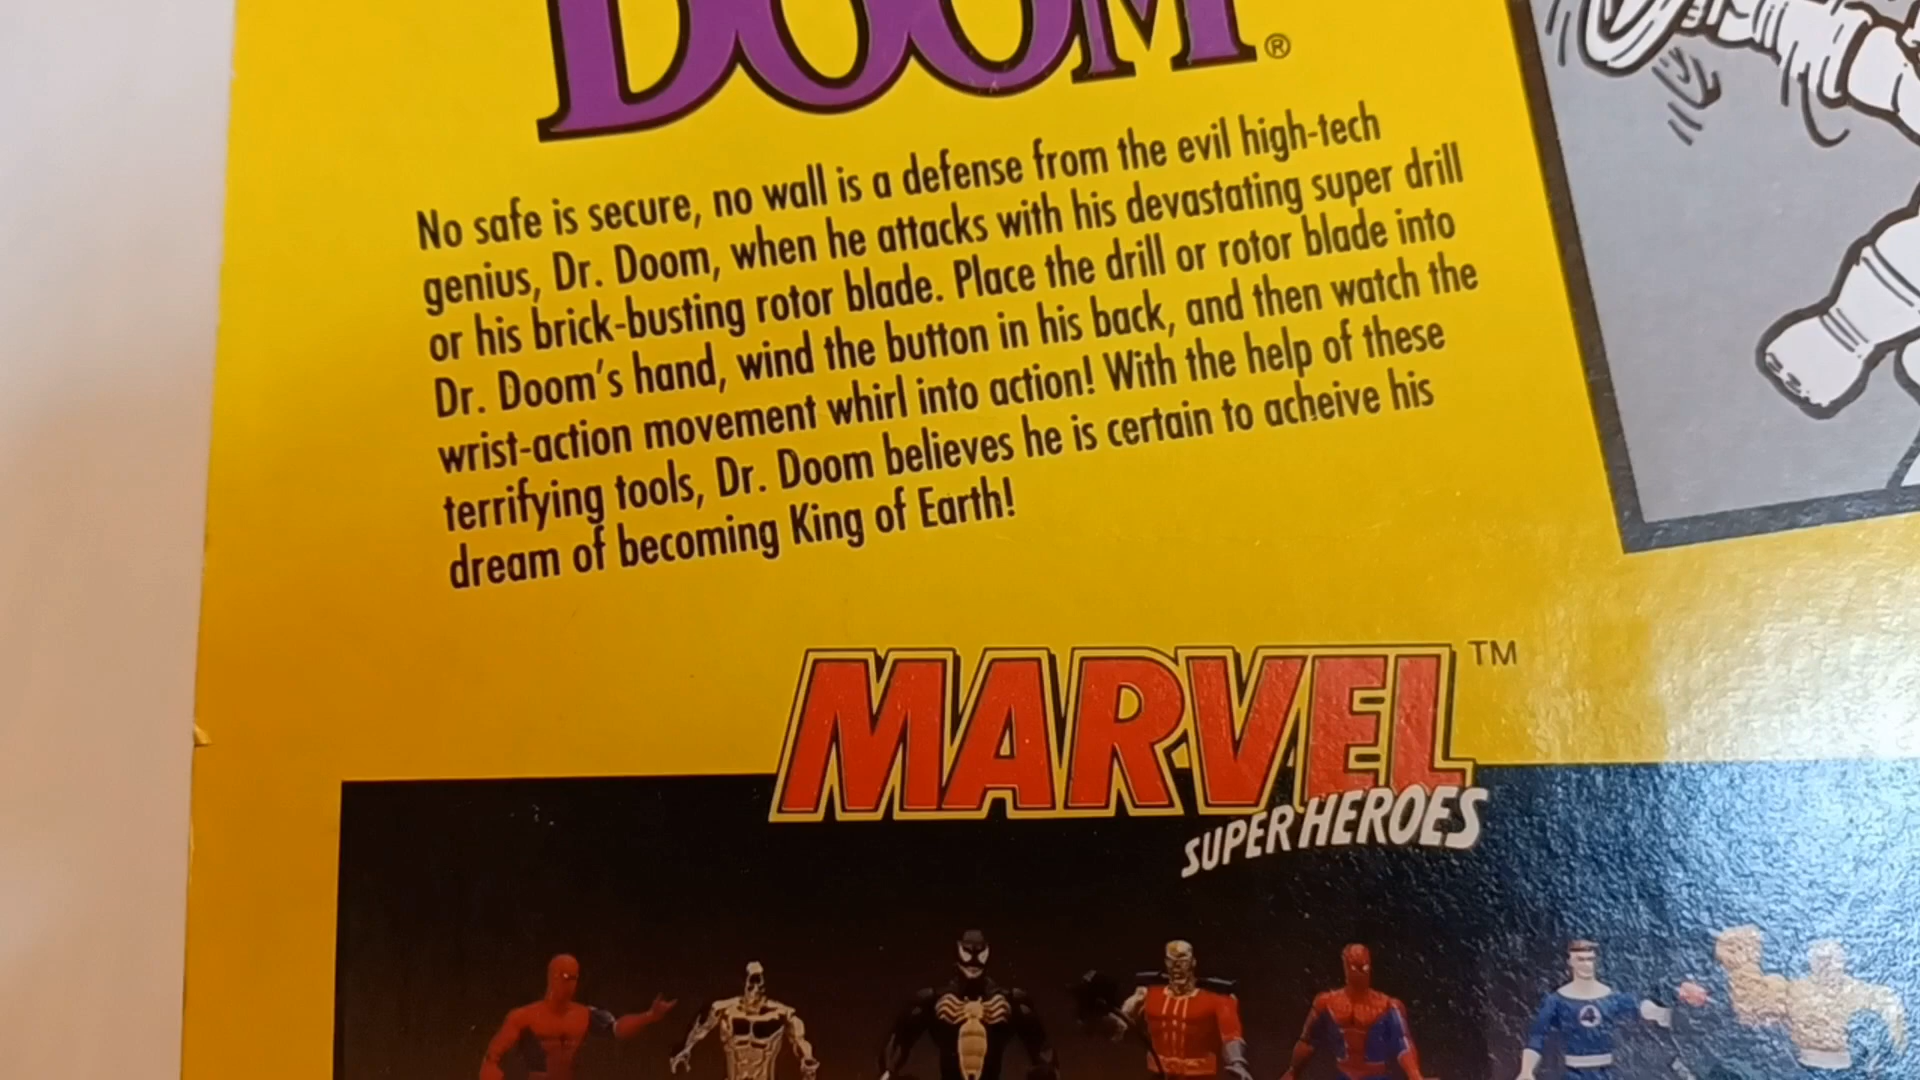 DOOM®
No safe is secure, no wall is a defense from the evil high-tech
genius, Dr. Doom, when he attacks with his devastating super drill
or his brick-busting rotor blade. Place the drill or rotor blade into
Dr. Doom's hand, wind the button in his back, and then watch the
wrist-action movement whirl into action! With the help of these
terrifying tools, Dr. Doom believes he is certain to acheive his
dream of becoming King of Earth!
MARVEL™
SUPER HEROES
4